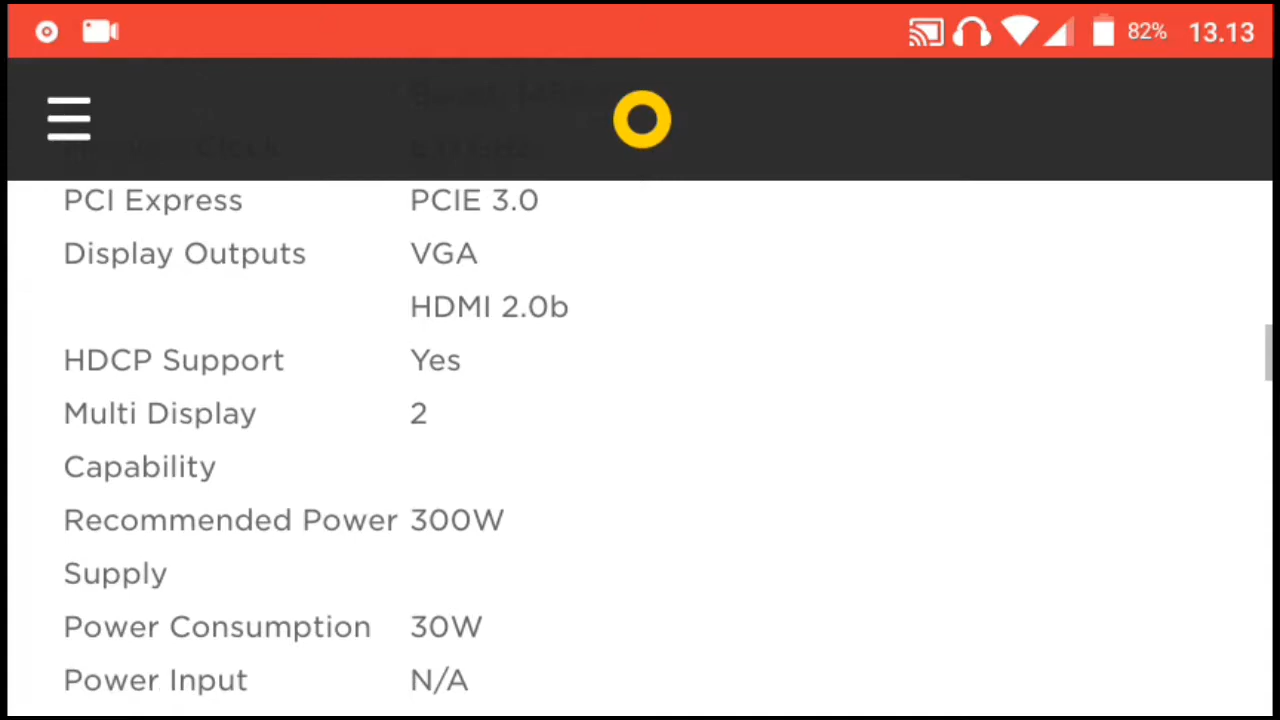 82% 13.13
PCI Express PCIE 3.0
Display Outputs VGA
HDMI 2.0b
HDCP Support Yes
Multi Display 2
Capability
Recommended Power 300W
Supply
Power Consumption 30W
Power Input N/A